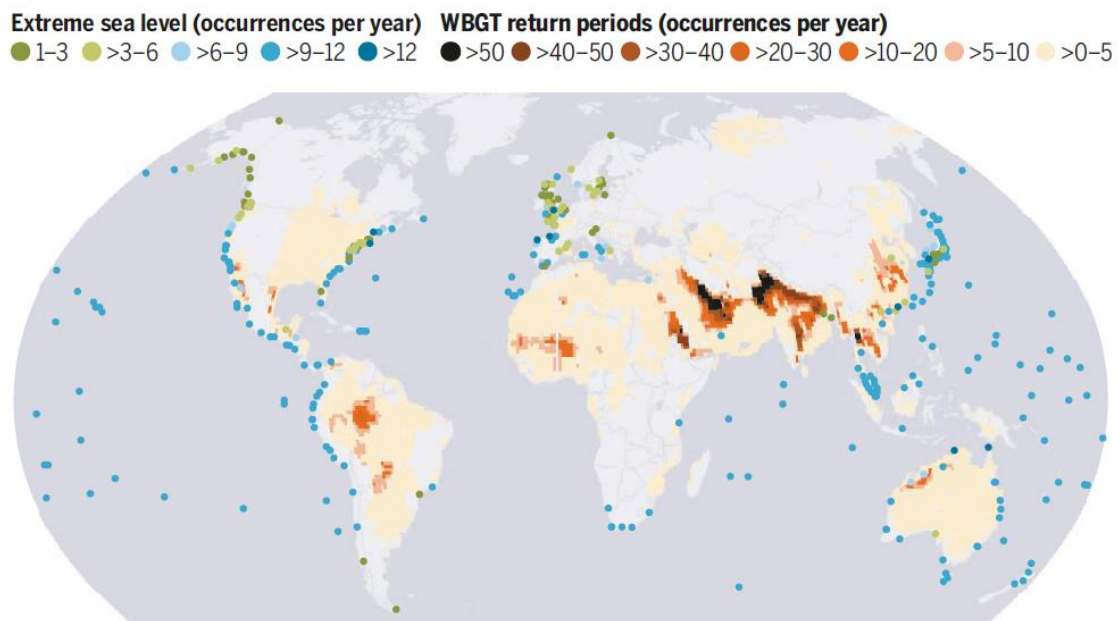 Extreme sea level (occurrences per year) WBGT return periods (occurrences per year)
1–3 >3–6 >6–9 >9–12 >12 >50 >40–50 >30–40 >20–30 >10–20 >5–10 >0–5